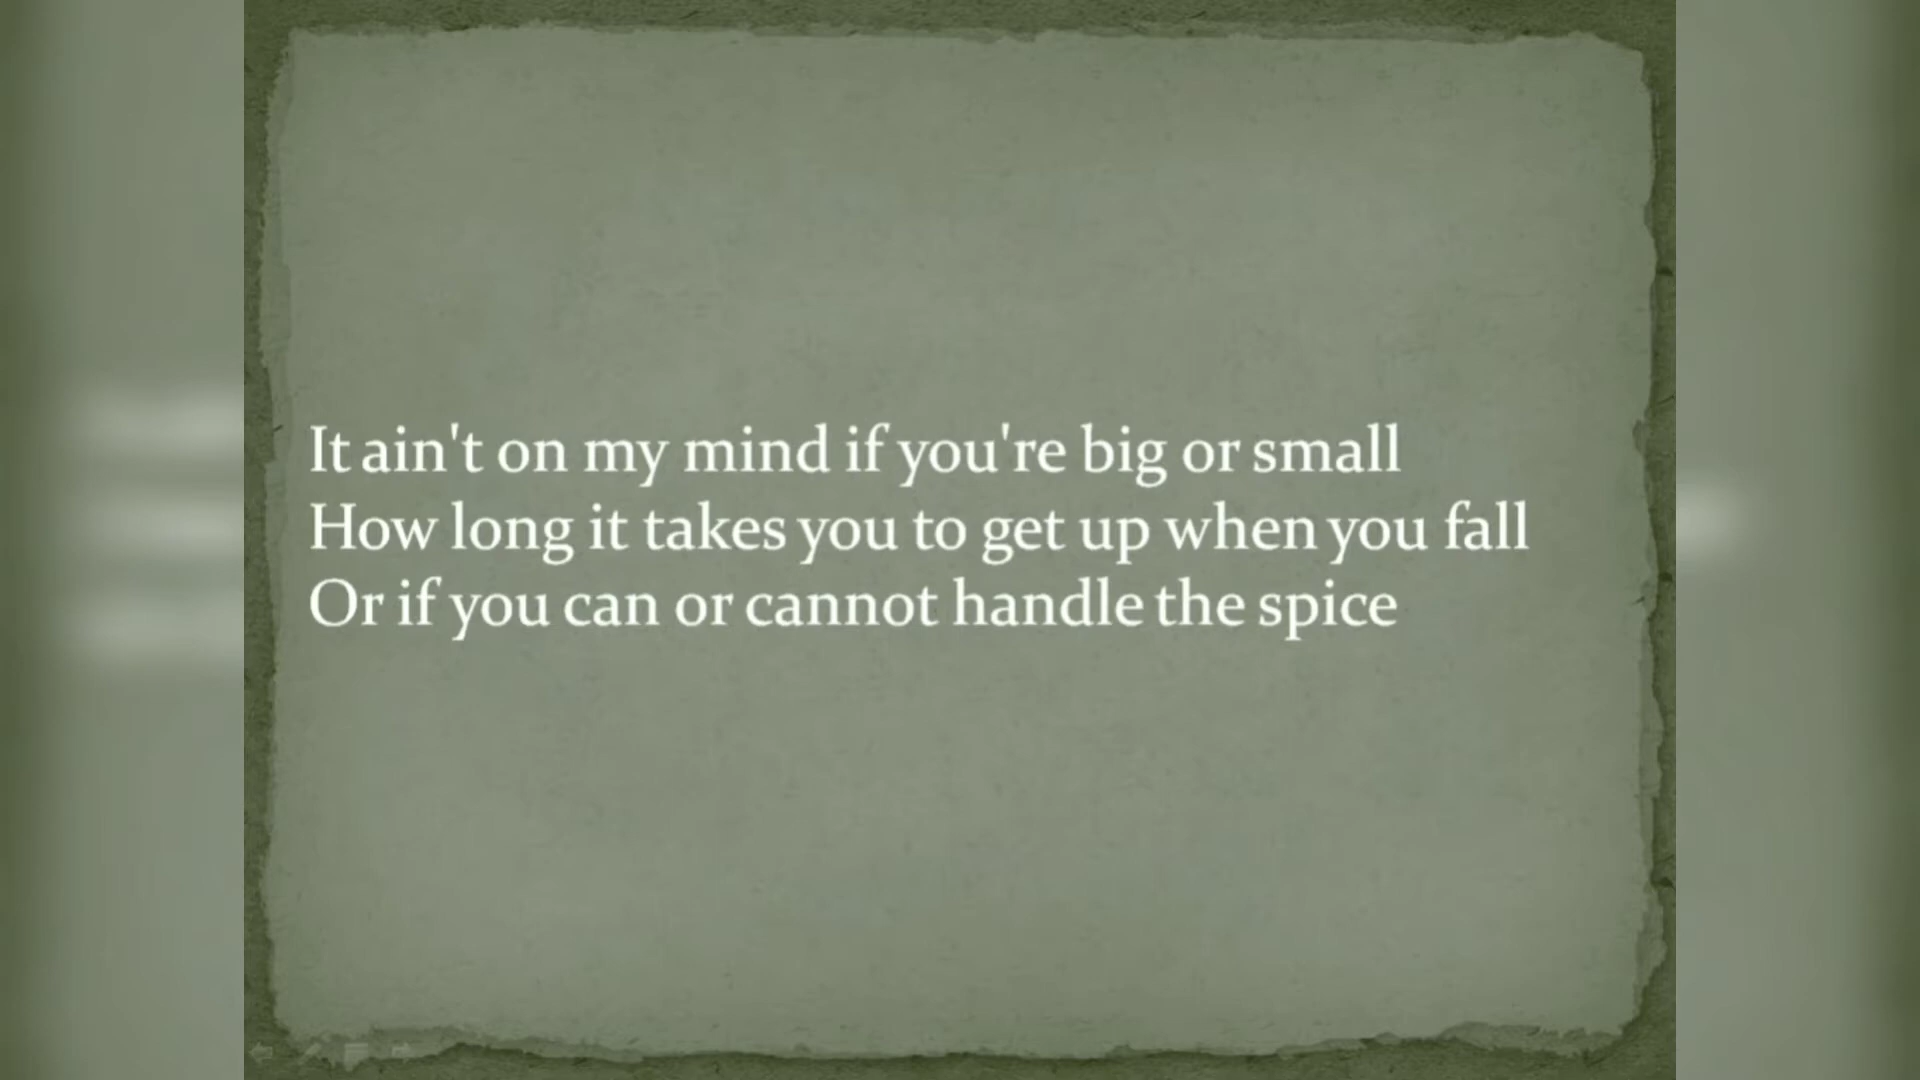 It ain't on my mind if you're big or small
How long it takes you to get up when you fall
Or if you can or cannot handle the spice